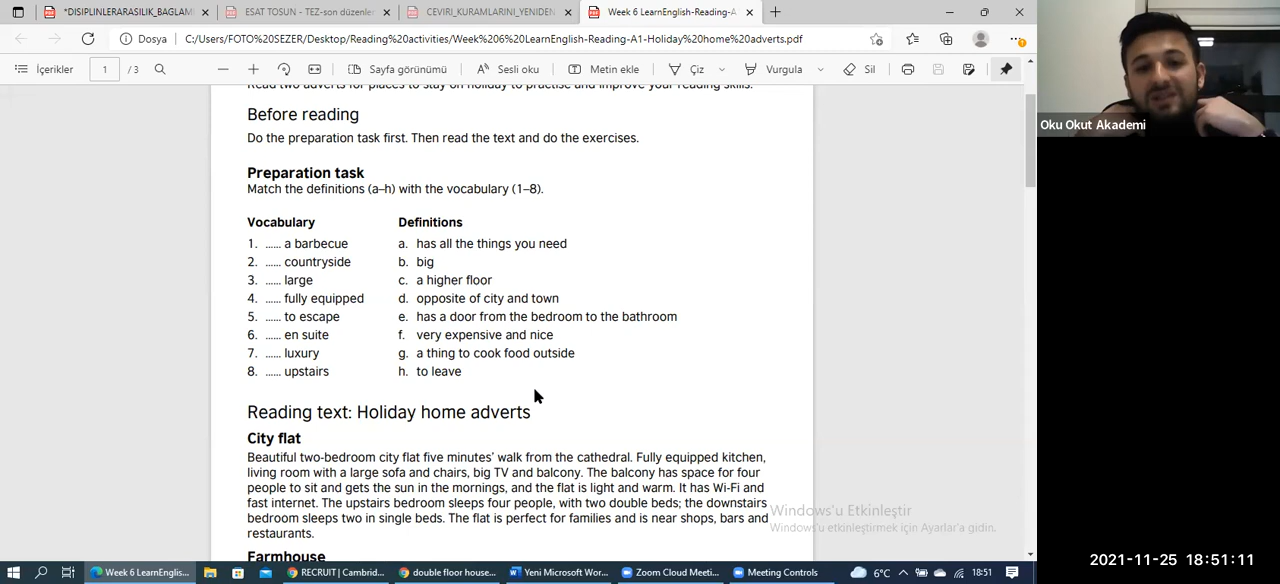 *DISIPLINLERARASILIK_BAGLAMI
ESAT TOSUN - TEZ-son düzenler
CEVIRI_KURAMLARINI_YENIDEN
Week 6 LearnEnglish-Reading-A
Dosya
C:/Users/FOTO%20SEZER/Desktop/Reading%20activities/Week%206%20LearnEnglish-Reading-A1-Holiday%20home%20adverts.pdf
İçerikler
1 / 3
Sayfa görünümü
Sesli oku
Metin ekle
Çiz
Vurgula
Sil
Read two adverts for places to stay on holiday to practise and improve your reading skills.
Before reading
Do the preparation task first. Then read the text and do the exercises.
Preparation task
Match the definitions (a–h) with the vocabulary (1–8).
Vocabulary Definitions
1. ...... a barbecue a. has all the things you need
2. ...... countryside b. big
3. ...... large c. a higher floor
4. ...... fully equipped d. opposite of city and town
5. ...... to escape e. has a door from the bedroom to the bathroom
6. ...... en suite f. very expensive and nice
7. ...... luxury g. a thing to cook food outside
8. ...... upstairs h. to leave
Reading text: Holiday home adverts
City flat
Beautiful two-bedroom city flat five minutes' walk from the cathedral. Fully equipped kitchen,
living room with a large sofa and chairs, big TV and balcony. The balcony has space for four
people to sit and gets the sun in the mornings, and the flat is light and warm. It has Wi-Fi and
fast internet. The upstairs bedroom sleeps four people, with two double beds; the downstairs
bedroom sleeps two in single beds. The flat is perfect for families and is near shops, bars and
restaurants.
Farmhouse
Windows'u Etkinleştir
Windows'u etkinleştirmek için Ayarlar'a gidin.
Oku Okut Akademi
Week 6 LearnEnglis...
RECRUIT | Cambrid...
double floor house...
Yeni Microsoft Wor...
Zoom Cloud Meeti...
Meeting Controls
6°C
18:51
2021-11-25 18:51:11